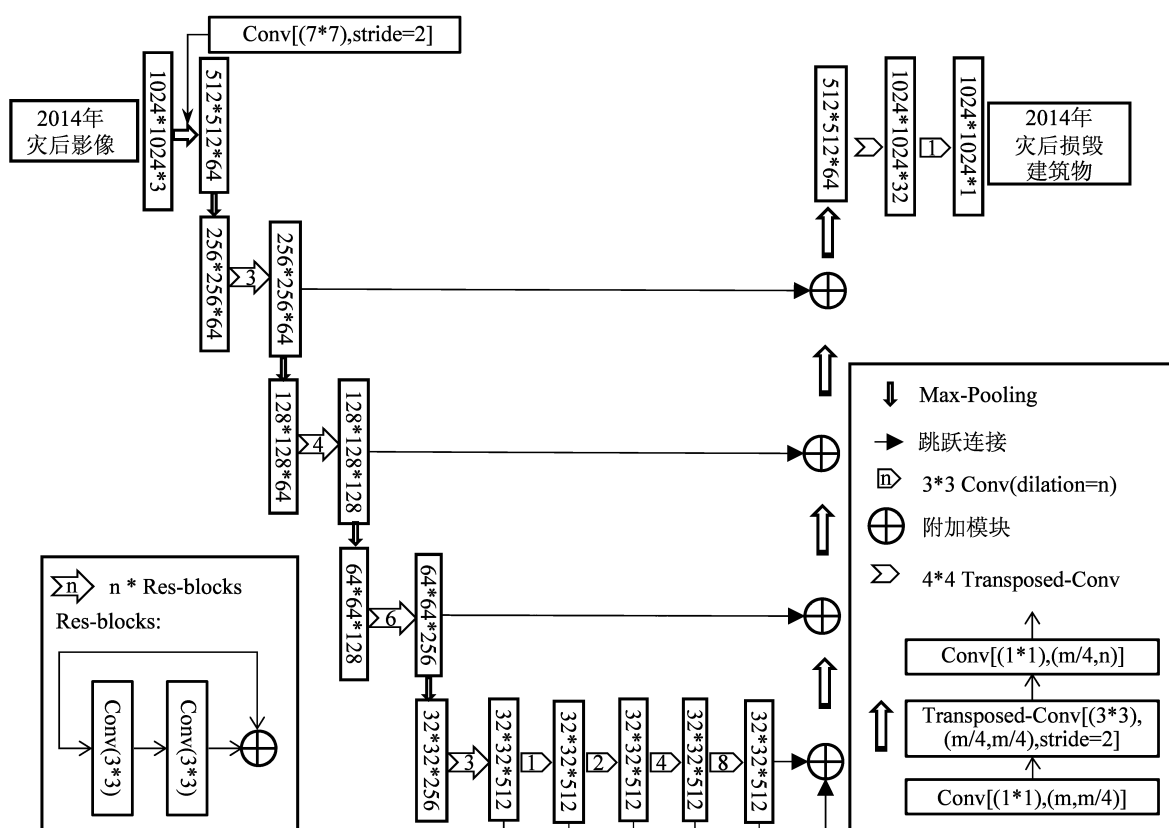 Conv[(7*7),stride=2]
2014年
灾后影像
1024*1024*3
512*512*64
256*256*64
3
256*256*64
128*128*64
4
128*128*128
64*64*128
6
64*64*256
32*32*256
3
32*32*512
1
32*32*512
2
32*32*512
4
32*32*512
8
32*32*512
512*512*64
1024*1024*32
1
1024*1024*1
2014年
灾后损毁
建筑物
n
n * Res-blocks
Res-blocks:
Conv(3*3)
Conv(3*3)
Max-Pooling
跳跃连接
n
3*3 Conv(dilation=n)
附加模块
4*4 Transposed-Conv
Conv[(1*1),(m/4,n)]
Transposed-Conv[(3*3),
(m/4,m/4),stride=2]
Conv[(1*1),(m,m/4)]